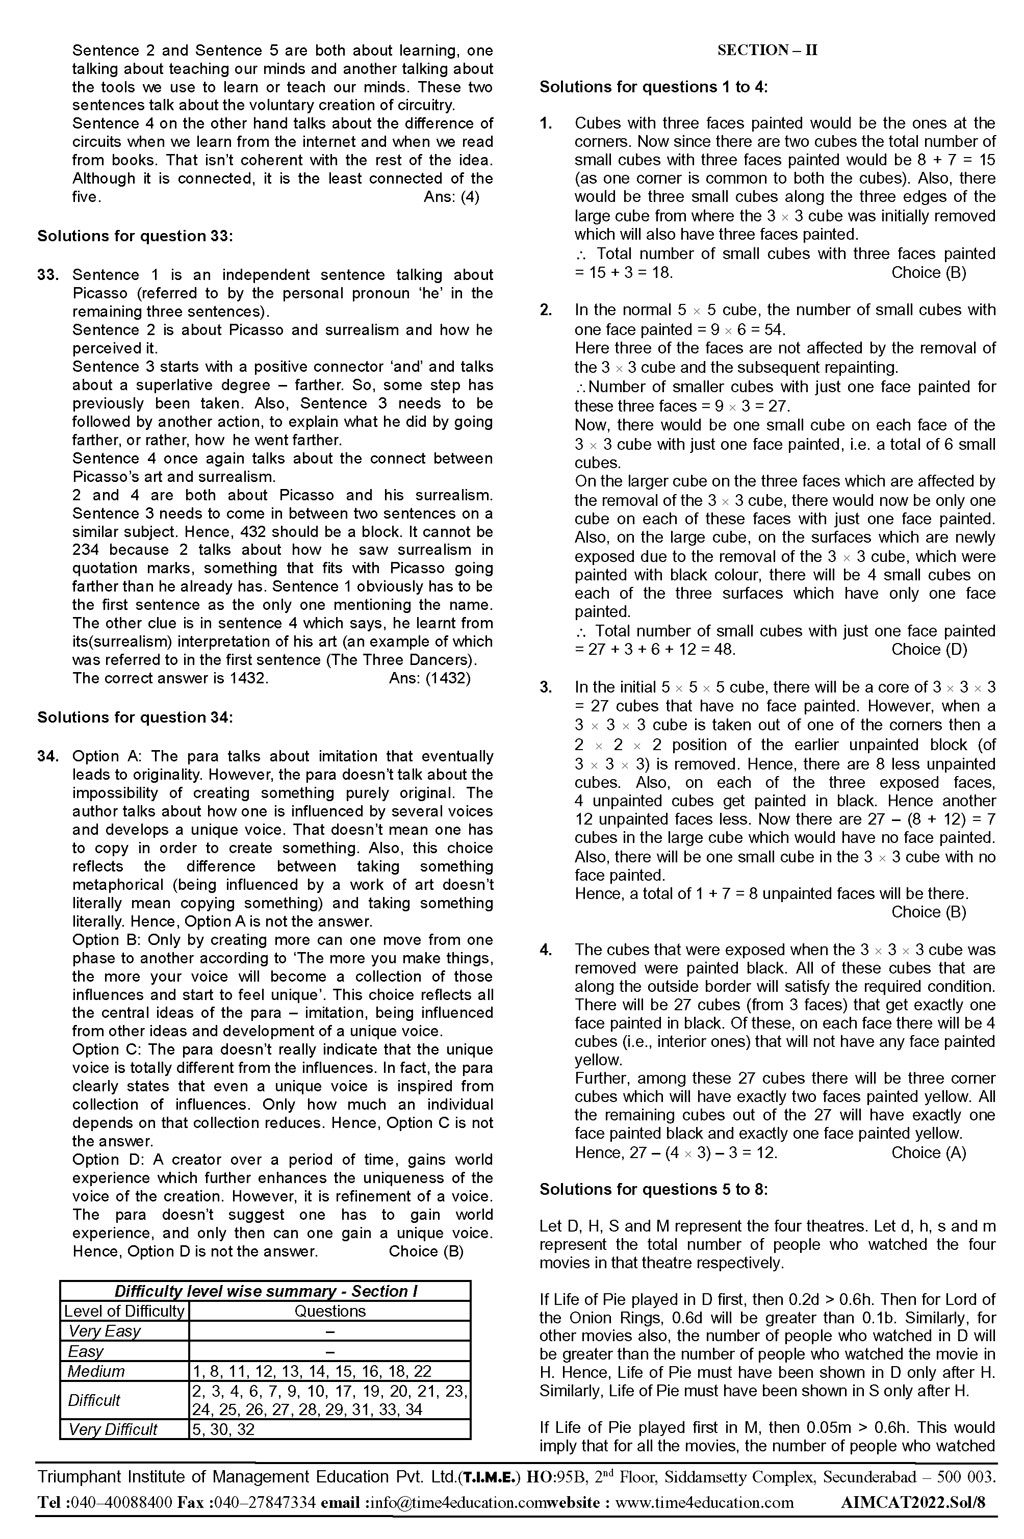 Sentence 2 and Sentence 5 are both about learning, one
talking about teaching our minds and another talking about
the tools we use to learn or teach our minds. These two
sentences talk about the voluntary creation of circuitry.
Sentence 4 on the other hand talks about the difference of
circuits when we learn from the internet and when we read
from books. That isn't coherent with the rest of the idea.
Although it is connected, it is the least connected of the
five. Ans: (4)
Solutions for question 33:
33. Sentence 1 is an independent sentence talking about
Picasso (referred to by the personal pronoun 'he' in the
remaining three sentences).
Sentence 2 is about Picasso and surrealism and how he
perceived it.
Sentence 3 starts with a positive connector 'and' and talks
about a superlative degree – farther. So, some step has
previously been taken. Also, Sentence 3 needs to be
followed by another action, to explain what he did by going
farther, or rather, how he went farther.
Sentence 4 once again talks about the connect between
Picasso's art and surrealism.
2 and 4 are both about Picasso and his surrealism.
Sentence 3 needs to come in between two sentences on a
similar subject. Hence, 432 should be a block. It cannot be
234 because 2 talks about how he saw surrealism in
quotation marks, something that fits with Picasso going
farther than he already has. Sentence 1 obviously has to be
the first sentence as the only one mentioning the name.
The other clue is in sentence 4 which says, he learnt from
its(surrealism) interpretation of his art (an example of which
was referred to in the first sentence (The Three Dancers).
The correct answer is 1432. Ans: (1432)
Solutions for question 34:
34. Option A: The para talks about imitation that eventually
leads to originality. However, the para doesn't talk about the
impossibility of creating something purely original. The
author talks about how one is influenced by several voices
and develops a unique voice. That doesn't mean one has
to copy in order to create something. Also, this choice
reflects the difference between taking something
metaphorical (being influenced by a work of art doesn't
literally mean copying something) and taking something
literally. Hence, Option A is not the answer.
Option B: Only by creating more can one move from one
phase to another according to 'The more you make things,
the more your voice will become a collection of those
influences and start to feel unique'. This choice reflects all
the central ideas of the para – imitation, being influenced
from other ideas and development of a unique voice.
Option C: The para doesn't really indicate that the unique
voice is totally different from the influences. In fact, the para
clearly states that even a unique voice is inspired from
collection of influences. Only how much an individual
depends on that collection reduces. Hence, Option C is not
the answer.
Option D: A creator over a period of time, gains world
experience which further enhances the uniqueness of the
voice of the creation. However, it is refinement of a voice.
The para doesn't suggest one has to gain world
experience, and only then can one gain a unique voice.
Hence, Option D is not the answer. Choice (B)
Difficulty level wise summary - Section I
Level of Difficulty Questions
Very Easy –
Easy –
Medium 1, 8, 11, 12, 13, 14, 15, 16, 18, 22
Difficult 2, 3, 4, 6, 7, 9, 10, 17, 19, 20, 21, 23,
24, 25, 26, 27, 28, 29, 31, 33, 34
Very Difficult 5, 30, 32
SECTION – II
Solutions for questions 1 to 4:
1. Cubes with three faces painted would be the ones at the
corners. Now since there are two cubes the total number of
small cubes with three faces painted would be 8 + 7 = 15
(as one corner is common to both the cubes). Also, there
would be three small cubes along the three edges of the
large cube from where the 3 × 3 cube was initially removed
which will also have three faces painted.
∴ Total number of small cubes with three faces painted
= 15 + 3 = 18. Choice (B)
2. In the normal 5 × 5 cube, the number of small cubes with
one face painted = 9 × 6 = 54.
Here three of the faces are not affected by the removal of
the 3 × 3 cube and the subsequent repainting.
∴Number of smaller cubes with just one face painted for
these three faces = 9 × 3 = 27.
Now, there would be one small cube on each face of the
3 × 3 cube with just one face painted, i.e. a total of 6 small
cubes.
On the larger cube on the three faces which are affected by
the removal of the 3 × 3 cube, there would now be only one
cube on each of these faces with just one face painted.
Also, on the large cube, on the surfaces which are newly
exposed due to the removal of the 3 × 3 cube, which were
painted with black colour, there will be 4 small cubes on
each of the three surfaces which have only one face
painted.
∴ Total number of small cubes with just one face painted
= 27 + 3 + 6 + 12 = 48. Choice (D)
3. In the initial 5 × 5 × 5 cube, there will be a core of 3 × 3 × 3
= 27 cubes that have no face painted. However, when a
3 × 3 × 3 cube is taken out of one of the corners then a
2 × 2 × 2 position of the earlier unpainted block (of
3 × 3 × 3) is removed. Hence, there are 8 less unpainted
cubes. Also, on each of the three exposed faces,
4 unpainted cubes get painted in black. Hence another
12 unpainted faces less. Now there are 27 – (8 + 12) = 7
cubes in the large cube which would have no face painted.
Also, there will be one small cube in the 3 × 3 cube with no
face painted.
Hence, a total of 1 + 7 = 8 unpainted faces will be there.
Choice (B)
4. The cubes that were exposed when the 3 × 3 × 3 cube was
removed were painted black. All of these cubes that are
along the outside border will satisfy the required condition.
There will be 27 cubes (from 3 faces) that get exactly one
face painted in black. Of these, on each face there will be 4
cubes (i.e., interior ones) that will not have any face painted
yellow.
Further, among these 27 cubes there will be three corner
cubes which will have exactly two faces painted yellow. All
the remaining cubes out of the 27 will have exactly one
face painted black and exactly one face painted yellow.
Hence, 27 – (4 × 3) – 3 = 12. Choice (A)
Solutions for questions 5 to 8:
Let D, H, S and M represent the four theatres. Let d, h, s and m
represent the total number of people who watched the four
movies in that theatre respectively.
If Life of Pie played in D first, then 0.2d > 0.6h. Then for Lord of
the Onion Rings, 0.6d will be greater than 0.1b. Similarly, for
other movies also, the number of people who watched in D will
be greater than the number of people who watched the movie in
H. Hence, Life of Pie must have been shown in D only after H.
Similarly, Life of Pie must have been shown in S only after H.
If Life of Pie played first in M, then 0.05m > 0.6h. This would
imply that for all the movies, the number of people who watched
Triumphant Institute of Management Education Pvt. Ltd.(T.I.M.E.) HO:95B, 2nd Floor, Siddamsetty Complex, Secunderabad – 500 003.
Tel :040–40088400 Fax :040–27847334 email :info@time4education.comwebsite : www.time4education.com AIMCAT2022.Sol/8